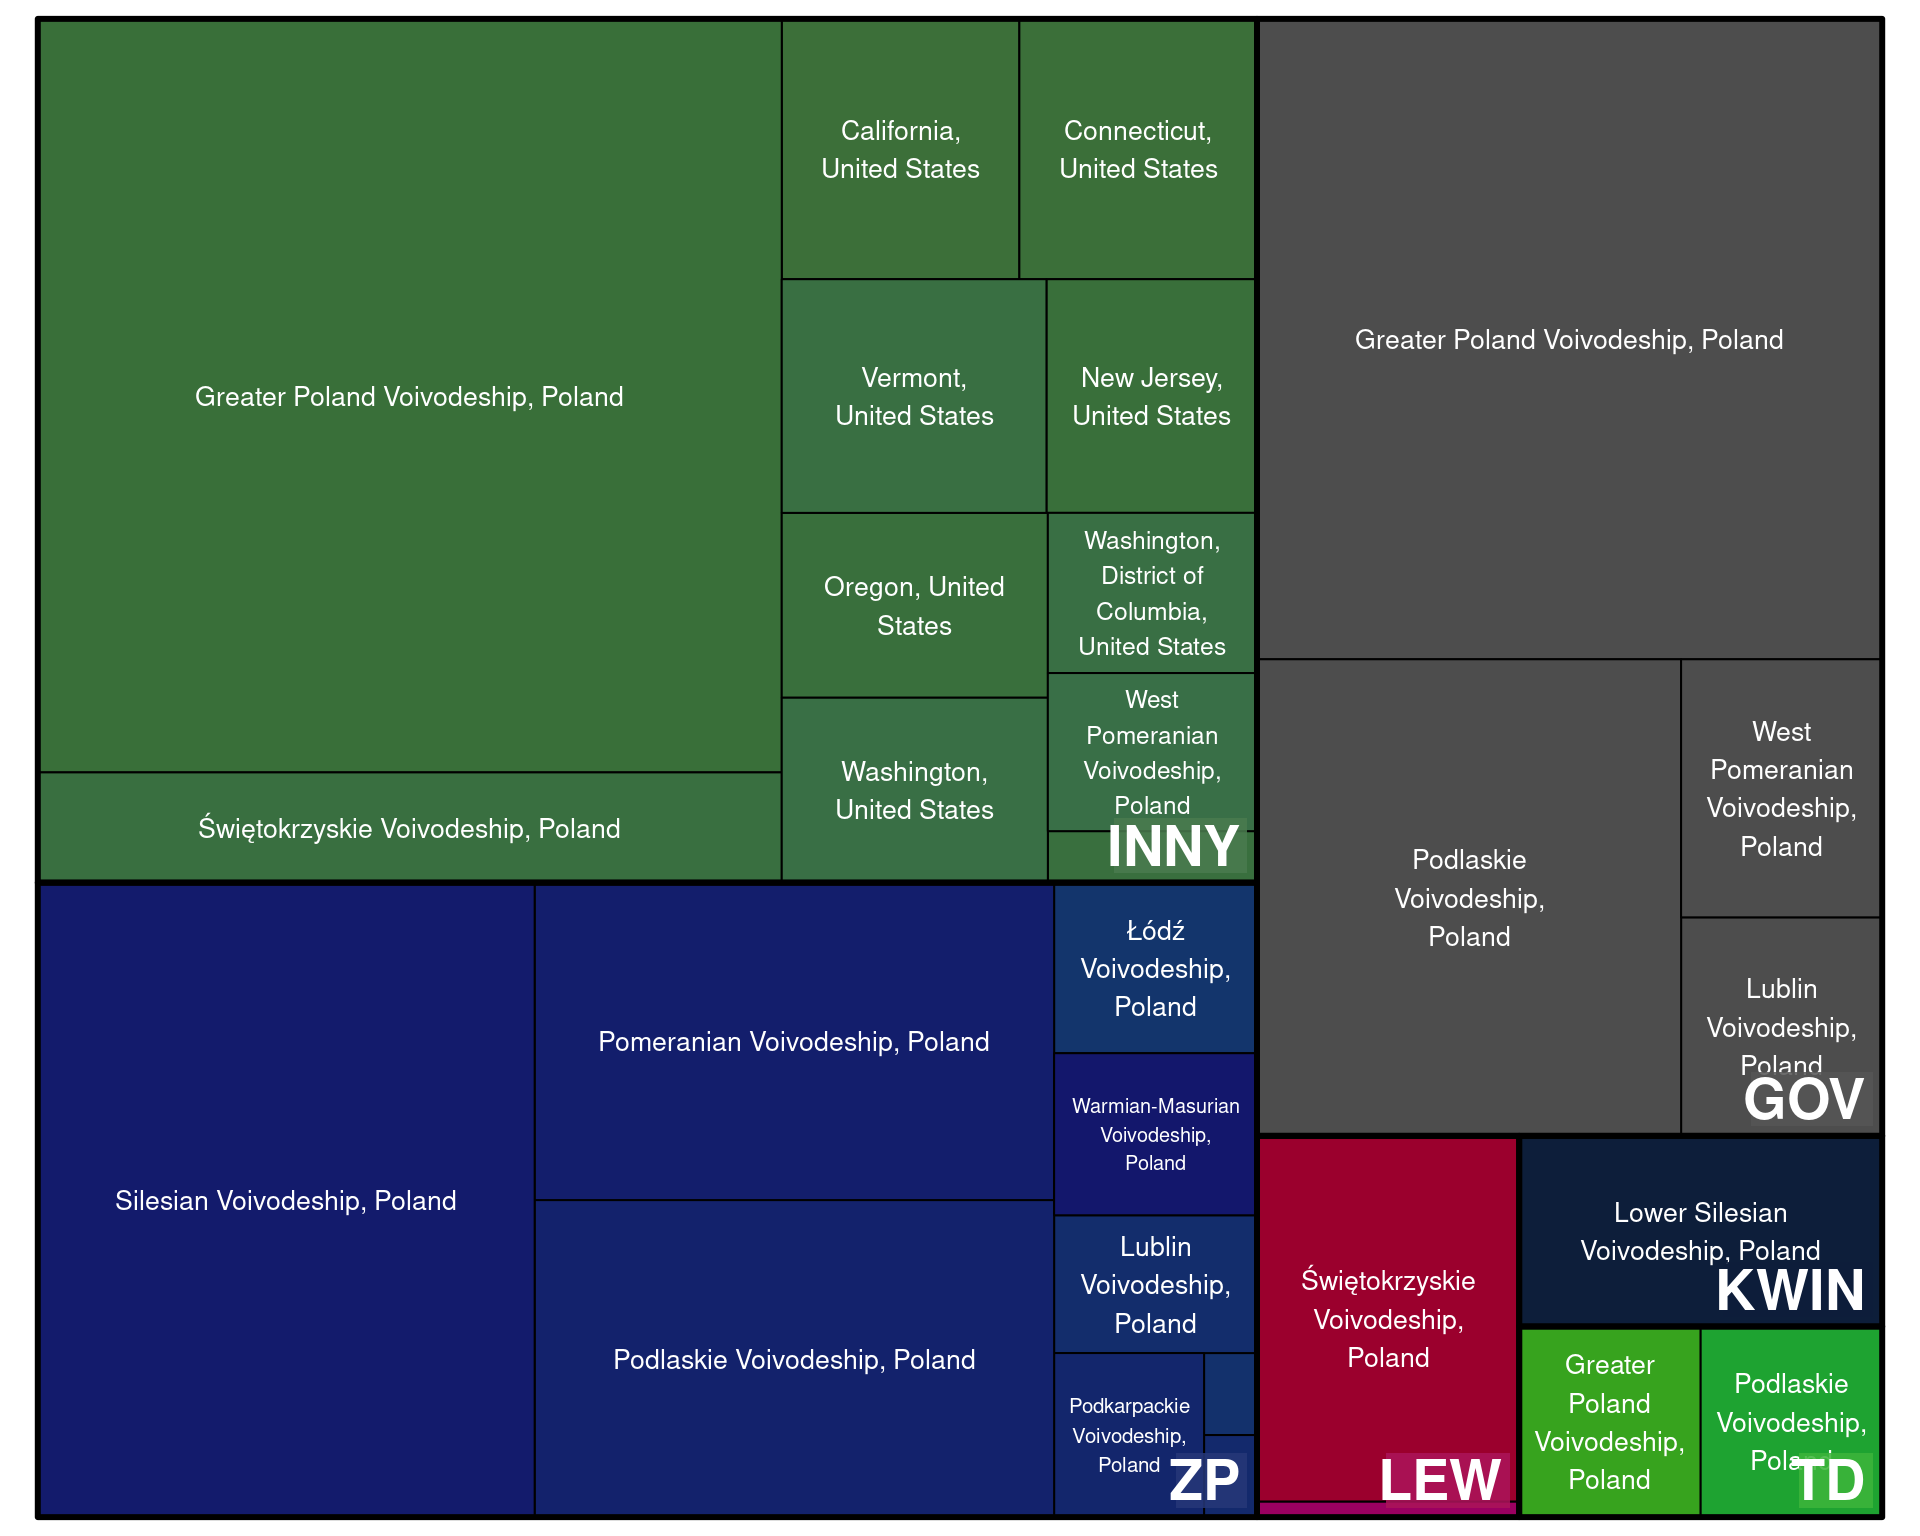 Greater Poland Voivodeship, Poland
Świętokrzyskie Voivodeship, Poland
California,
United States
Connecticut,
United States
Vermont,
United States
New Jersey,
United States
Oregon, United
States
Washington,
District of
Columbia,
United States
Washington,
United States
West
Pomeranian
Voivodeship,
Poland
INNY
Greater Poland Voivodeship, Poland
Podlaskie
Voivodeship,
Poland
West
Pomeranian
Voivodeship,
Poland
Lublin
Voivodeship,
Poland
GOV
Silesian Voivodeship, Poland
Pomeranian Voivodeship, Poland
Podlaskie Voivodeship, Poland
Łódź
Voivodeship,
Poland
Warmian-Masurian
Voivodeship,
Poland
Lublin
Voivodeship,
Poland
Podkarpackie
Voivodeship,
Poland
ZP
Świętokrzyskie
Voivodeship,
Poland
LEW
Lower Silesian
Voivodeship, Poland
KWIN
Greater
Poland
Voivodeship,
Poland
Podlaskie
Voivodeship,
Poland
TD